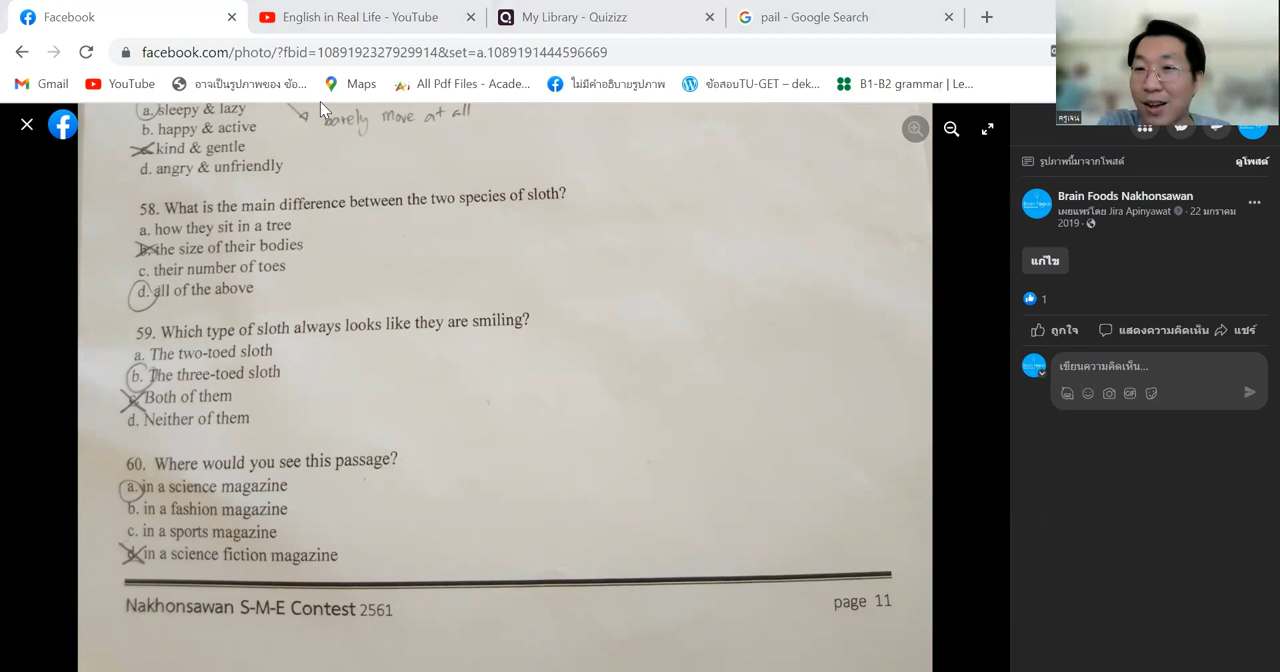 Facebook
English in Real Life - YouTube
My Library - Quizizz
pail - Google Search
facebook.com/photo/?fbid=1089192327929914&set=a.1089191444596669
Gmail
YouTube
อาจเป็นรูปภาพของ ข้อ...
Maps
All Pdf Files - Acade...
ไม่มีคำอธิบายรูปภาพ
ข้อสอบTU-GET – dek...
B1-B2 grammar | Le...
ครูเจน
a. sleepy & lazy
barely move at all
b. happy & active
c. kind & gentle
d. angry & unfriendly
58. What is the main difference between the two species of sloth?
a. how they sit in a tree
b. the size of their bodies
c. their number of toes
d. all of the above
59. Which type of sloth always looks like they are smiling?
a. The two-toed sloth
b. The three-toed sloth
c. Both of them
d. Neither of them
60. Where would you see this passage?
a. in a science magazine
b. in a fashion magazine
c. in a sports magazine
d. in a science fiction magazine
Nakhonsawan S-M-E Contest 2561
page 11
รูปภาพนี้มาจากโพสต์
ดูโพสต์
Brain Foods Nakhonsawan
เผยแพร่โดย Jira Apinyawat · 22 มกราคม
2019 ·
แก้ไข
1
ถูกใจ
แสดงความคิดเห็น
แชร์
เขียนความคิดเห็น...